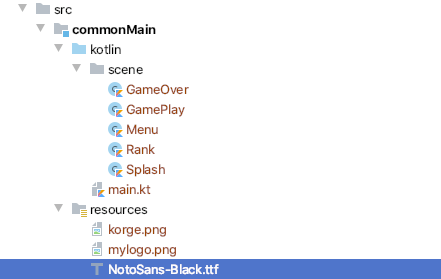 src
commonMain
kotlin
scene
GameOver
GamePlay
Menu
Rank
Splash
main.kt
resources
korge.png
mylogo.png
NotoSans-Black.ttf